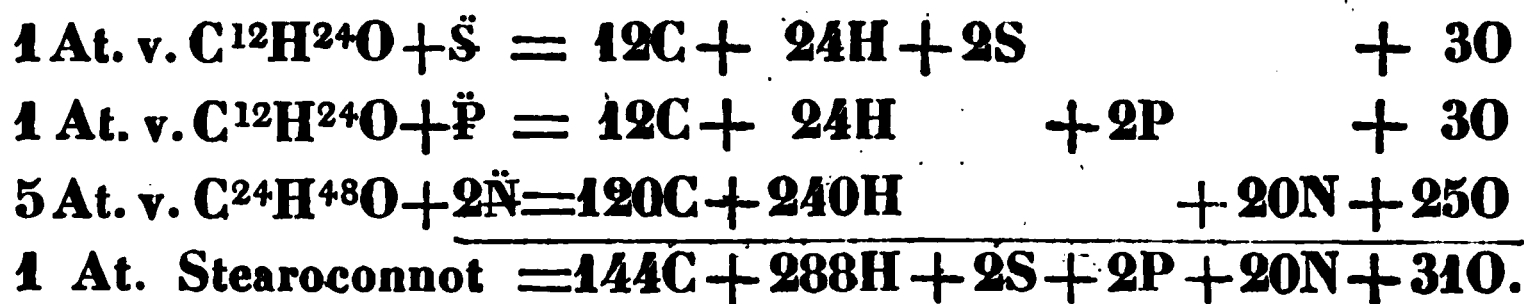 1 At. v. C¹²H²⁴O+S̶̈ = 12C + 24H + 2S + 3O
1 At. v. C¹²H²⁴O+P̶̈ = 12C + 24H + 2P + 3O
5 At. v. C²⁴H⁴⁸O+2N̶̈=120C + 240H + 20N + 25O
1 At. Stearoconnot =144C + 288H + 2S + 2P + 20N + 31O.